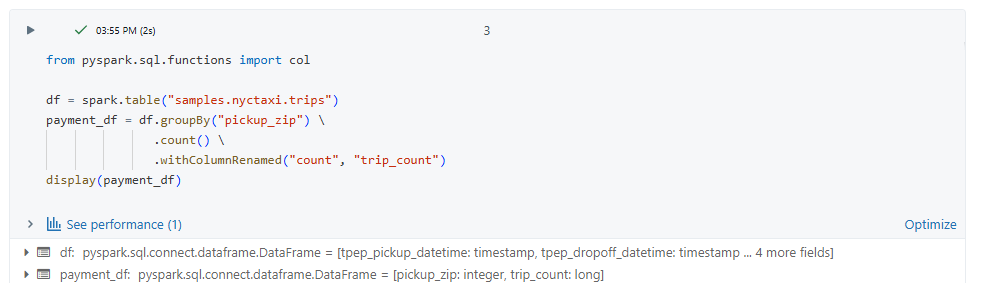 03:55 PM (2s) 3
from pyspark.sql.functions import col
df = spark.table("samples.nyctaxi.trips")
payment_df = df.groupBy("pickup_zip") \
.count() \
.withColumnRenamed("count", "trip_count")
display(payment_df)
See performance (1) Optimize
df: pyspark.sql.connect.dataframe.DataFrame = [tpep_pickup_datetime: timestamp, tpep_dropoff_datetime: timestamp ... 4 more fields]
payment_df: pyspark.sql.connect.dataframe.DataFrame = [pickup_zip: integer, trip_count: long]